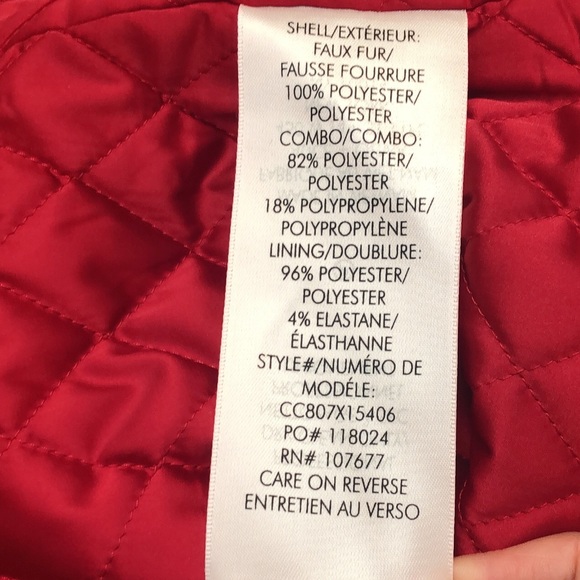 SHELL/EXTÉRIEUR:
FAUX FUR/
FAUSSE FOURRURE
100% POLYESTER/
POLYESTER
COMBO/COMBO:
82% POLYESTER/
POLYESTER
18% POLYPROPYLENE/
POLYPROPYLÈNE
LINING/DOUBLURE:
96% POLYESTER/
POLYESTER
4% ELASTANE/
ÉLASTHANNE
STYLE#/NUMÉRO DE
MODÉLE:
CC807X15406
PO# 118024
RN# 107677
CARE ON REVERSE
ENTRETIEN AU VERSO